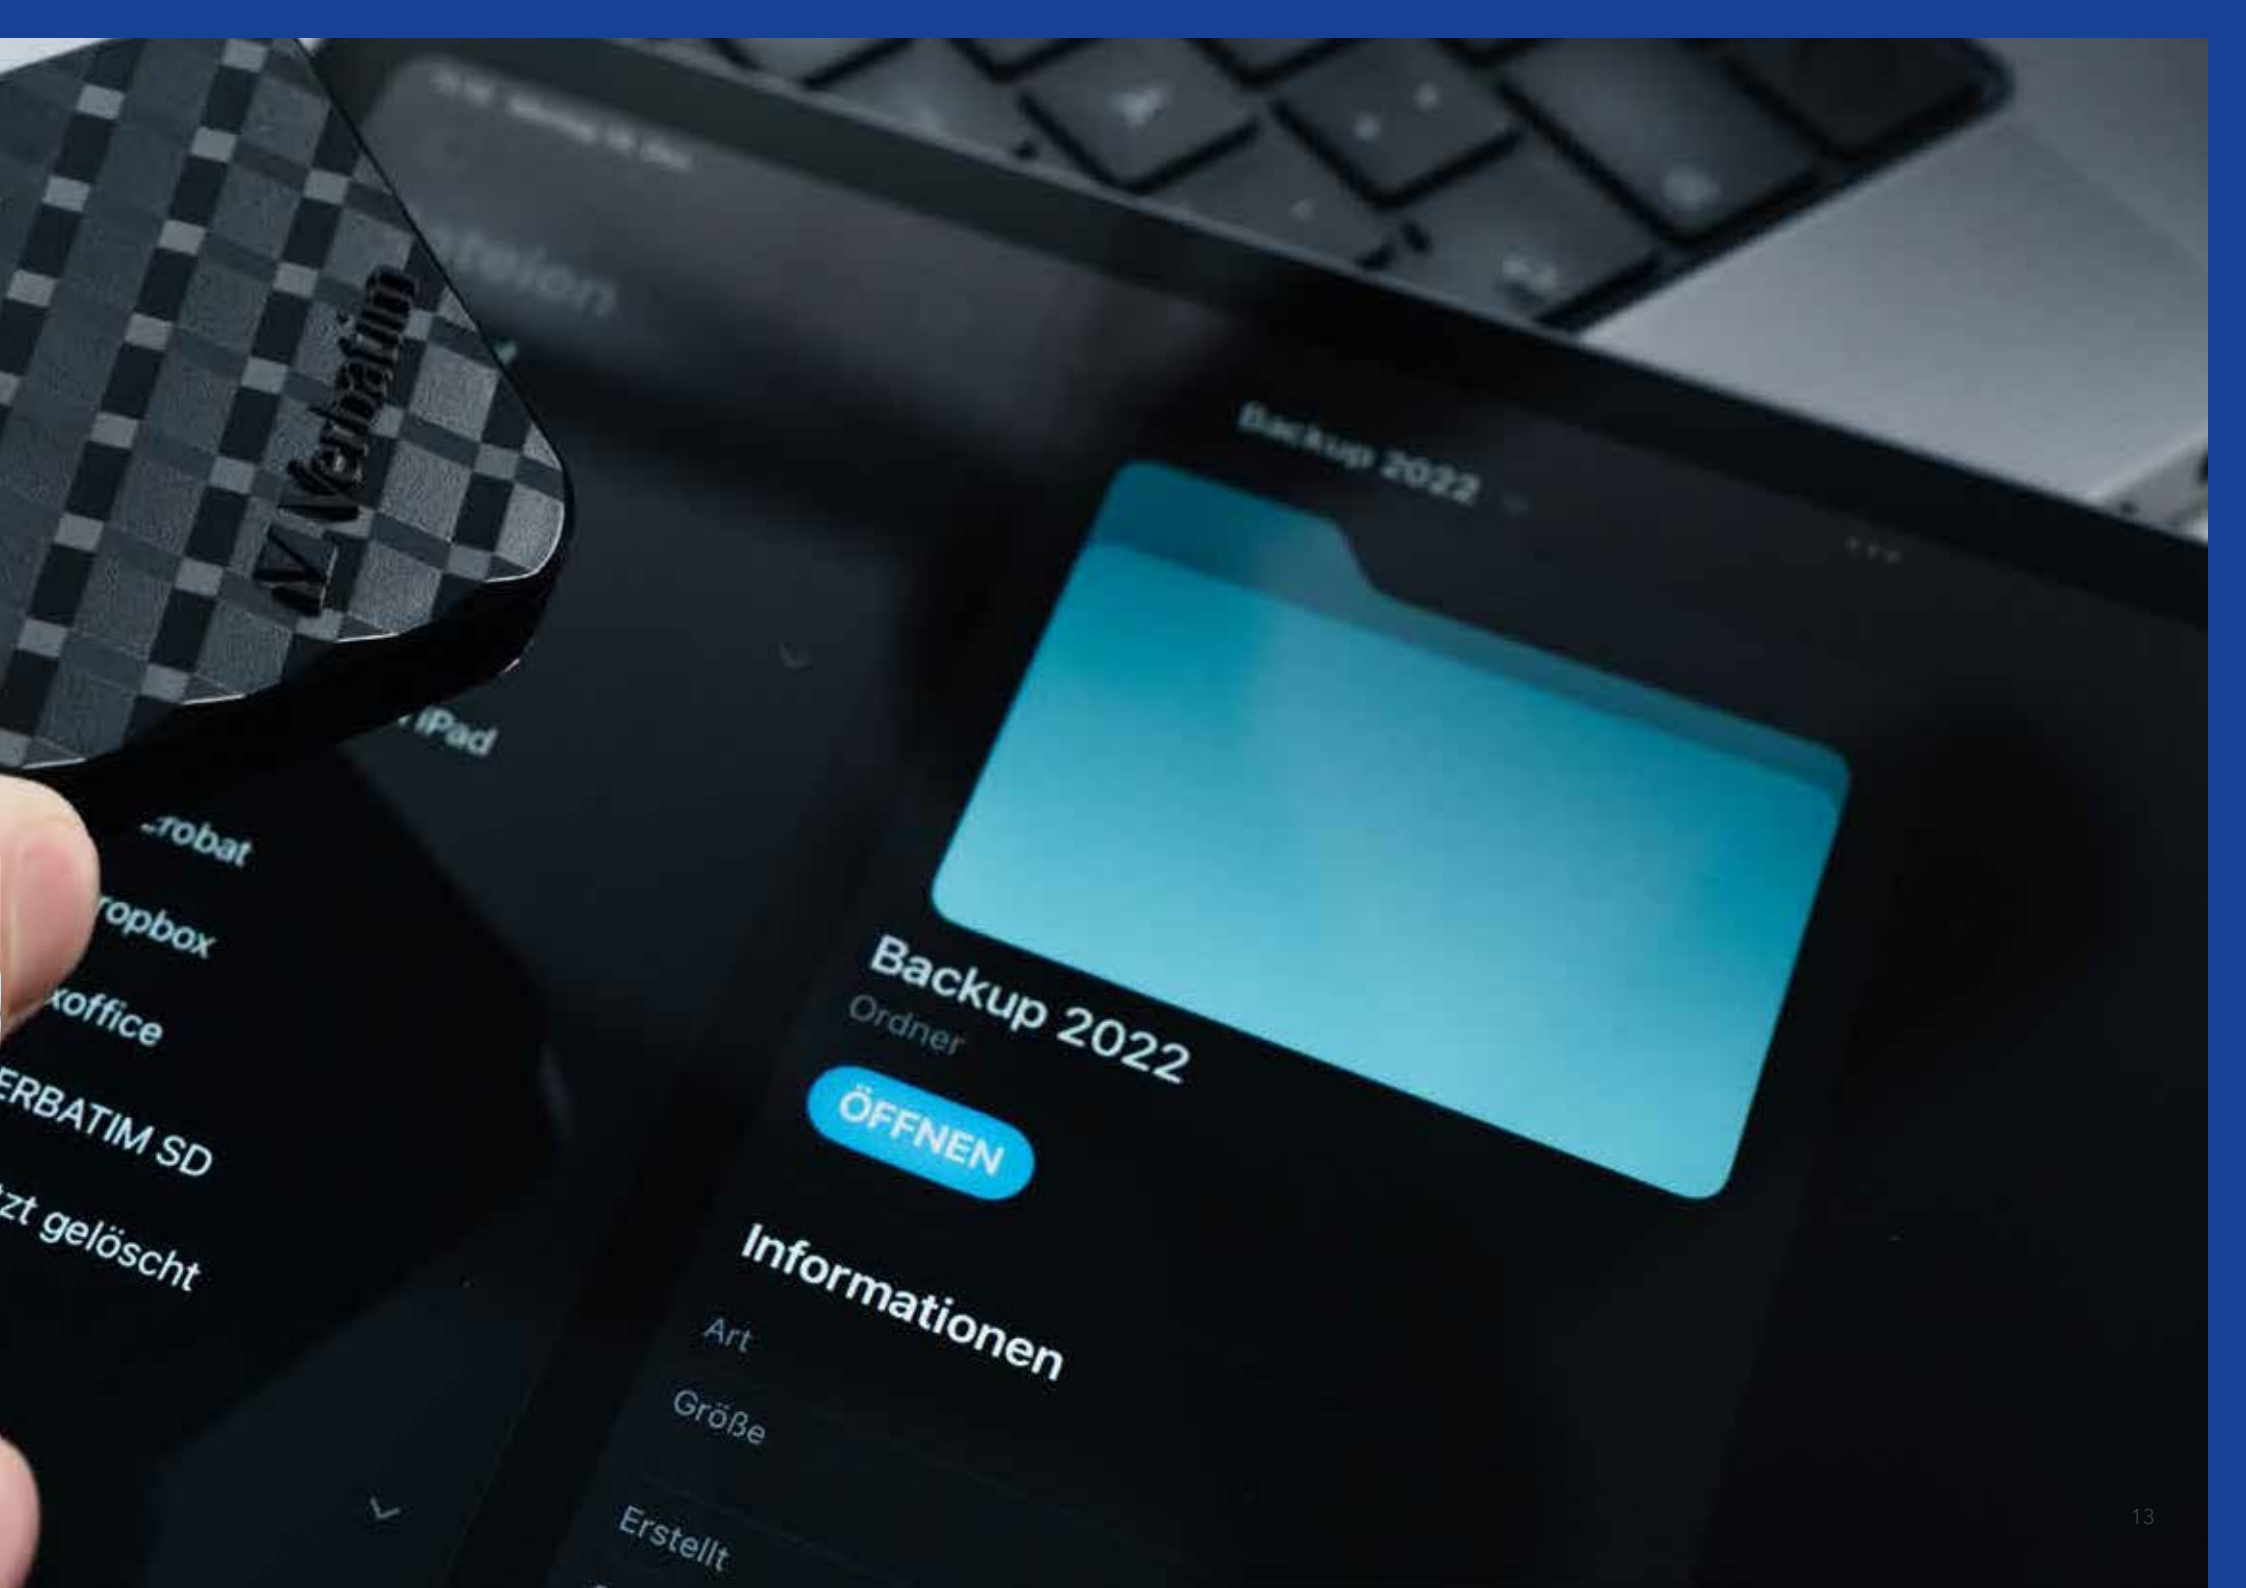 Verbatim
Backup 2022
iPad
robat
ropbox
office
ERBATIM SD
zt gelöscht
Backup 2022
Ordner
ÖFFNEN
Informationen
Art
Größe
Erstellt
13